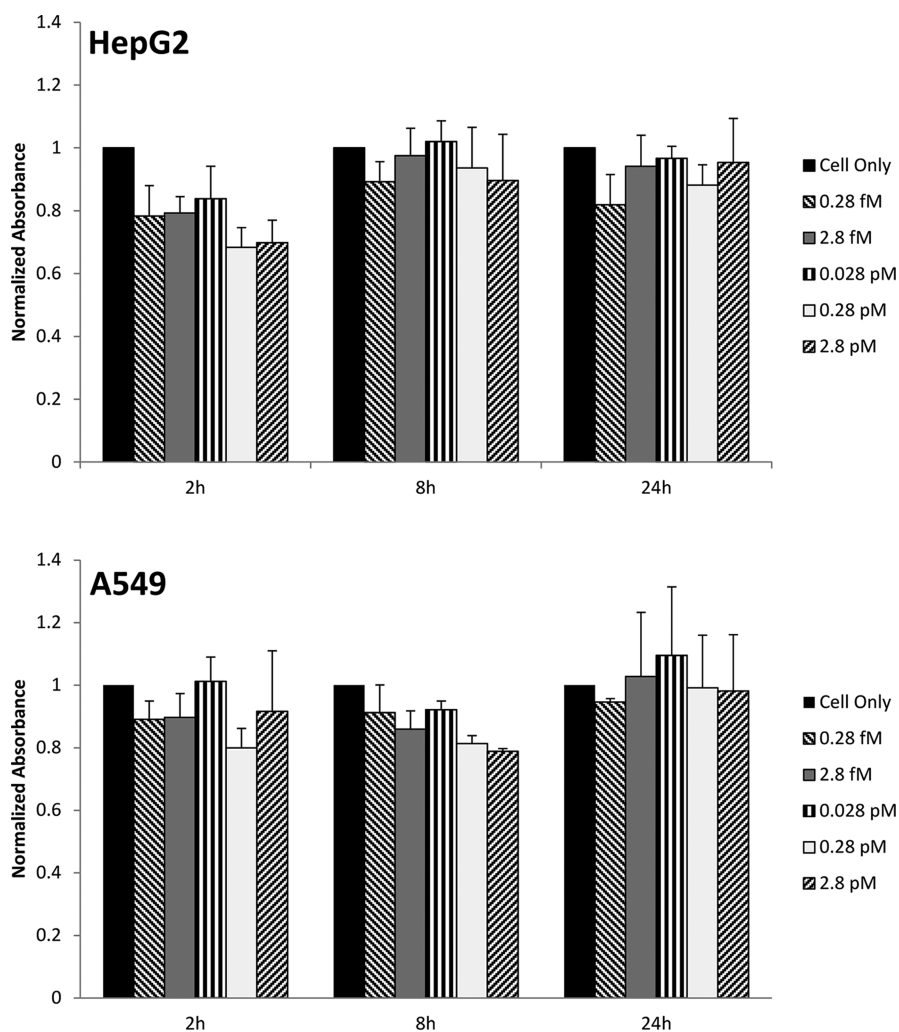 HepG2
1.4
1.2
1
0.8
0.6
0.4
0.2
0
Normalized Absorbance
2h
8h
24h
Cell Only
0.28 fM
2.8 fM
0.028 pM
0.28 pM
2.8 pM
A549
1.4
1.2
1
0.8
0.6
0.4
0.2
0
Normalized Absorbance
2h
8h
24h
Cell Only
0.28 fM
2.8 fM
0.028 pM
0.28 pM
2.8 pM